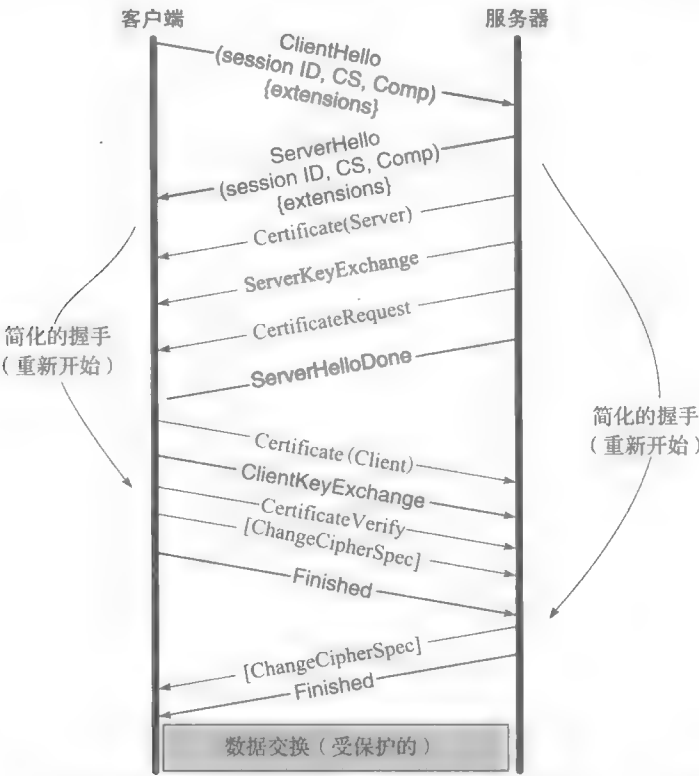 客户端
服务器
ClientHello
(session ID, CS, Comp)
{extensions}
ServerHello
(session ID, CS, Comp)
{extensions}
Certificate(Server)
ServerKeyExchange
CertificateRequest
ServerHelloDone
简化的握手
（重新开始）
简化的握手
（重新开始）
Certificate (Client)
ClientKeyExchange
CertificateVerify
[ChangeCipherSpec]
Finished
[ChangeCipherSpec]
Finished
数据交换（受保护的）